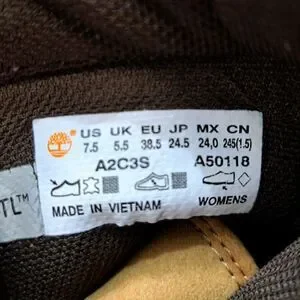 US UK EU JP MX CN
7.5 5.5 38.5 24.5 24,0 245(1.5)
A2C3S A50118
MADE IN VIETNAM WOMENS
TL™